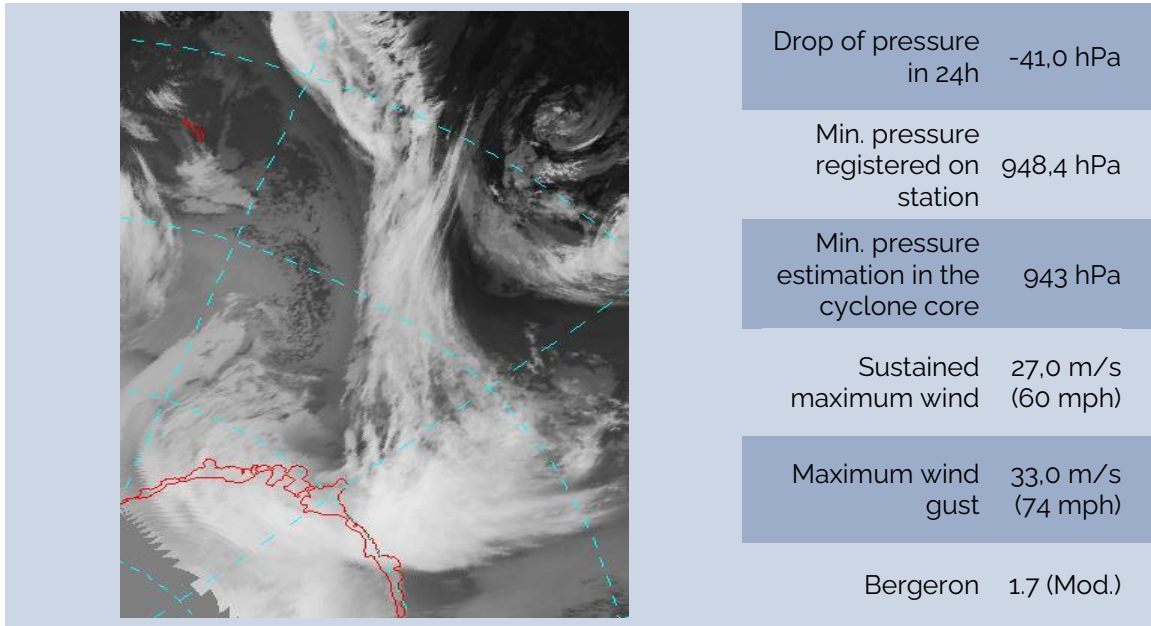 Drop of pressure
in 24h
-41,0 hPa
Min. pressure
registered on
station
948,4 hPa
Min. pressure
estimation in the
cyclone core
943 hPa
Sustained
maximum wind
27,0 m/s
(60 mph)
Maximum wind
gust
33,0 m/s
(74 mph)
Bergeron
1.7 (Mod.)